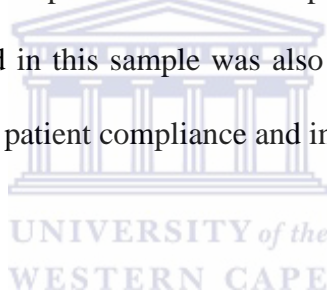 d in this sample was also
patient compliance and in
UNIVERSITY of the
WESTERN CAPE